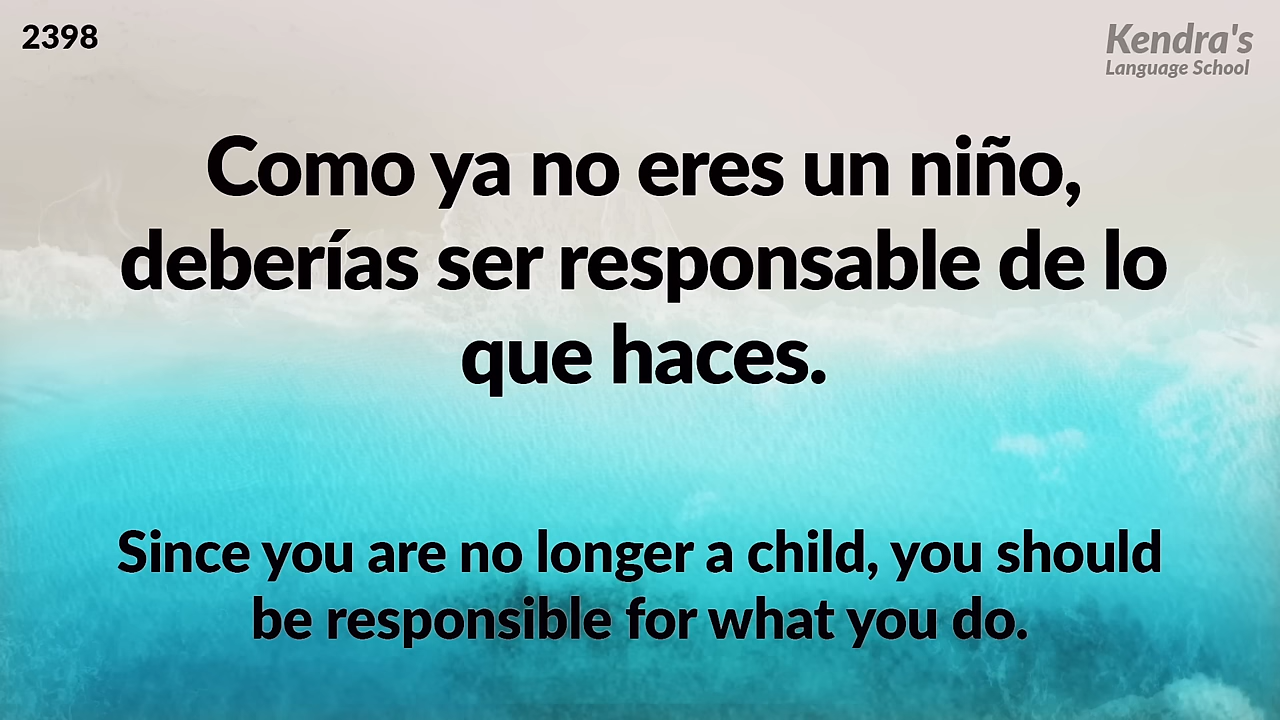 2398
Kendra's
Language School
Como ya no eres un niño,
deberías ser responsable de lo
que haces.
Since you are no longer a child, you should
be responsible for what you do.